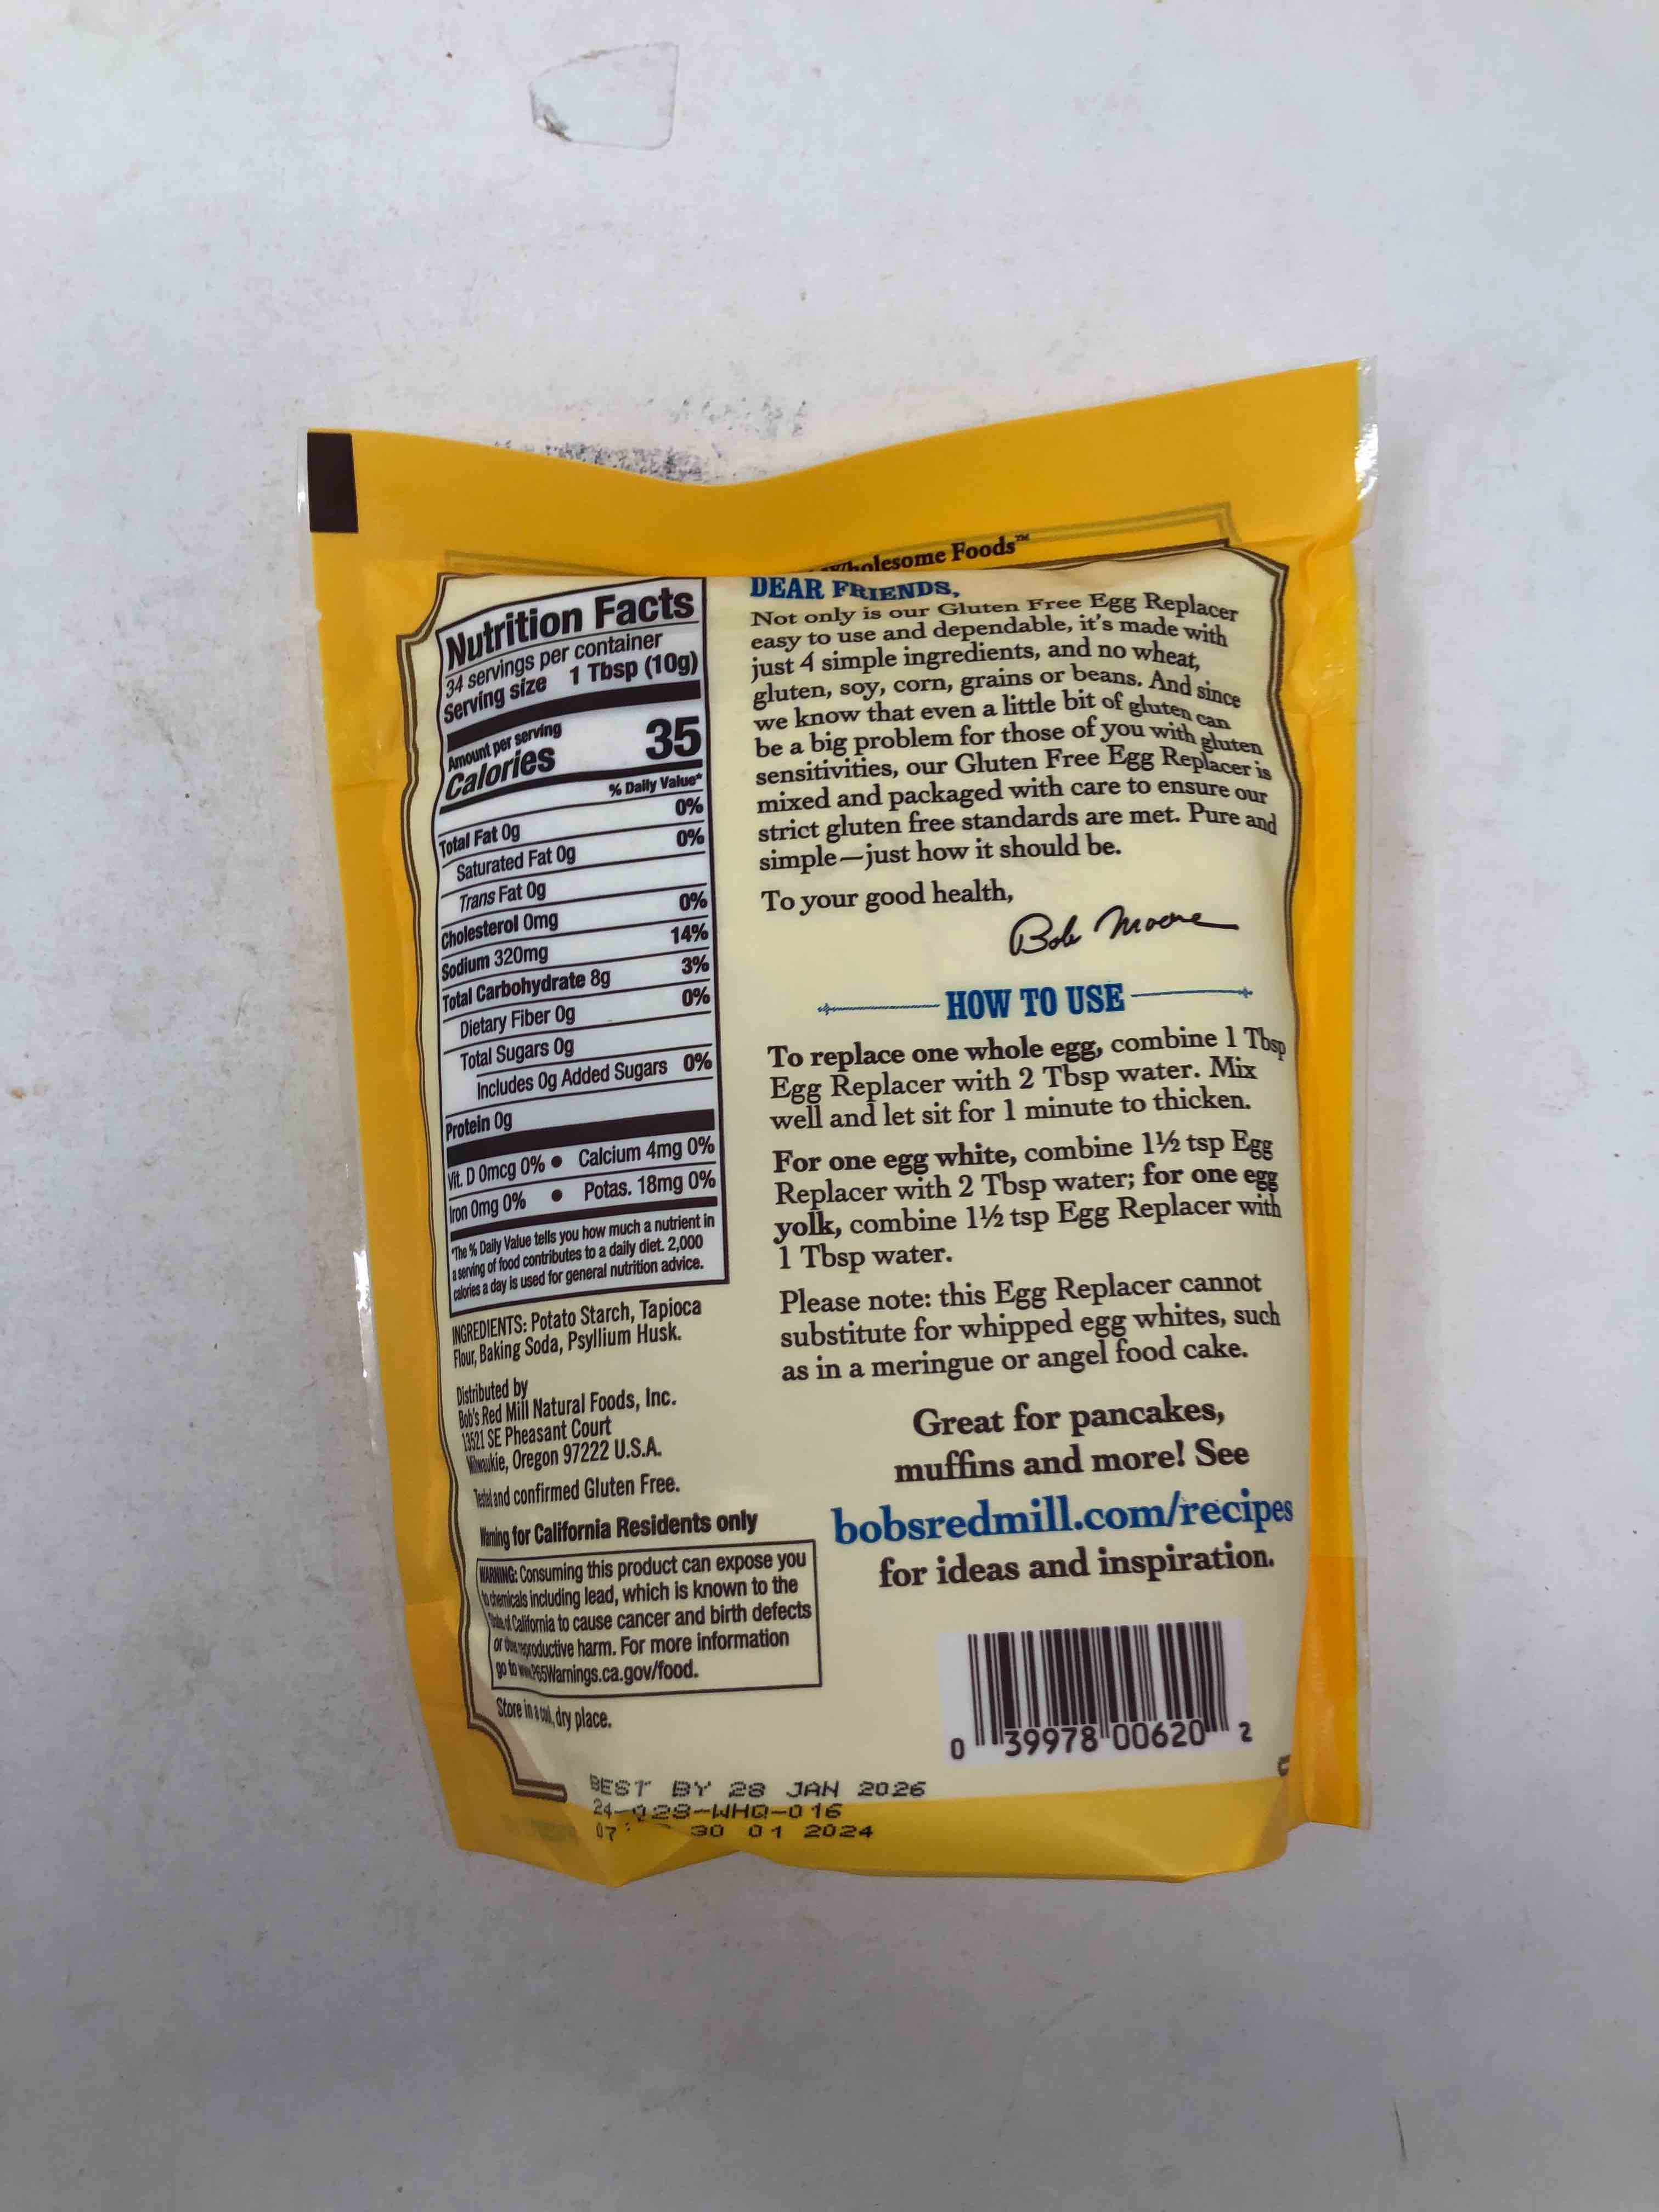 Wholesome Foods™
Nutrition Facts
34 servings per container
Serving size 1 Tbsp (10g)
Amount per serving
Calories 35
% Daily Value*
Total Fat 0g 0%
Saturated Fat 0g 0%
Trans Fat 0g
Cholesterol 0mg 0%
Sodium 320mg 14%
Total Carbohydrate 8g 3%
Dietary Fiber 0g 0%
Total Sugars 0g
Includes 0g Added Sugars 0%
Protein 0g
Vit. D 0mcg 0% • Calcium 4mg 0%
Iron 0mg 0% • Potas. 18mg 0%
*The % Daily Value tells you how much a nutrient in
a serving of food contributes to a daily diet. 2,000
calories a day is used for general nutrition advice.
INGREDIENTS: Potato Starch, Tapioca
Flour, Baking Soda, Psyllium Husk.
Distributed by
Bob's Red Mill Natural Foods, Inc.
13521 SE Pheasant Court
Milwaukie, Oregon 97222 U.S.A.
Tested and confirmed Gluten Free.
Warning for California Residents only
WARNING: Consuming this product can expose you
to chemicals including lead, which is known to the
State of California to cause cancer and birth defects
or other reproductive harm. For more information
go to www.P65Warnings.ca.gov/food.
Store in a cool, dry place.
DEAR FRIENDS,
Not only is our Gluten Free Egg Replacer
easy to use and dependable, it's made with
just 4 simple ingredients, and no wheat,
gluten, soy, corn, grains or beans. And since
we know that even a little bit of gluten can
be a big problem for those of you with gluten
sensitivities, our Gluten Free Egg Replacer is
mixed and packaged with care to ensure our
strict gluten free standards are met. Pure and
simple—just how it should be.
To your good health,
Bob Moore
HOW TO USE
To replace one whole egg, combine 1 Tbsp
Egg Replacer with 2 Tbsp water. Mix
well and let sit for 1 minute to thicken.
For one egg white, combine 1½ tsp Egg
Replacer with 2 Tbsp water; for one egg
yolk, combine 1½ tsp Egg Replacer with
1 Tbsp water.
Please note: this Egg Replacer cannot
substitute for whipped egg whites, such
as in a meringue or angel food cake.
Great for pancakes,
muffins and more! See
bobsredmill.com/recipes
for ideas and inspiration.
0 39978 00620 2
BEST BY 28 JAN 2026
24-028-WHQ-016
07: 30 01 2024